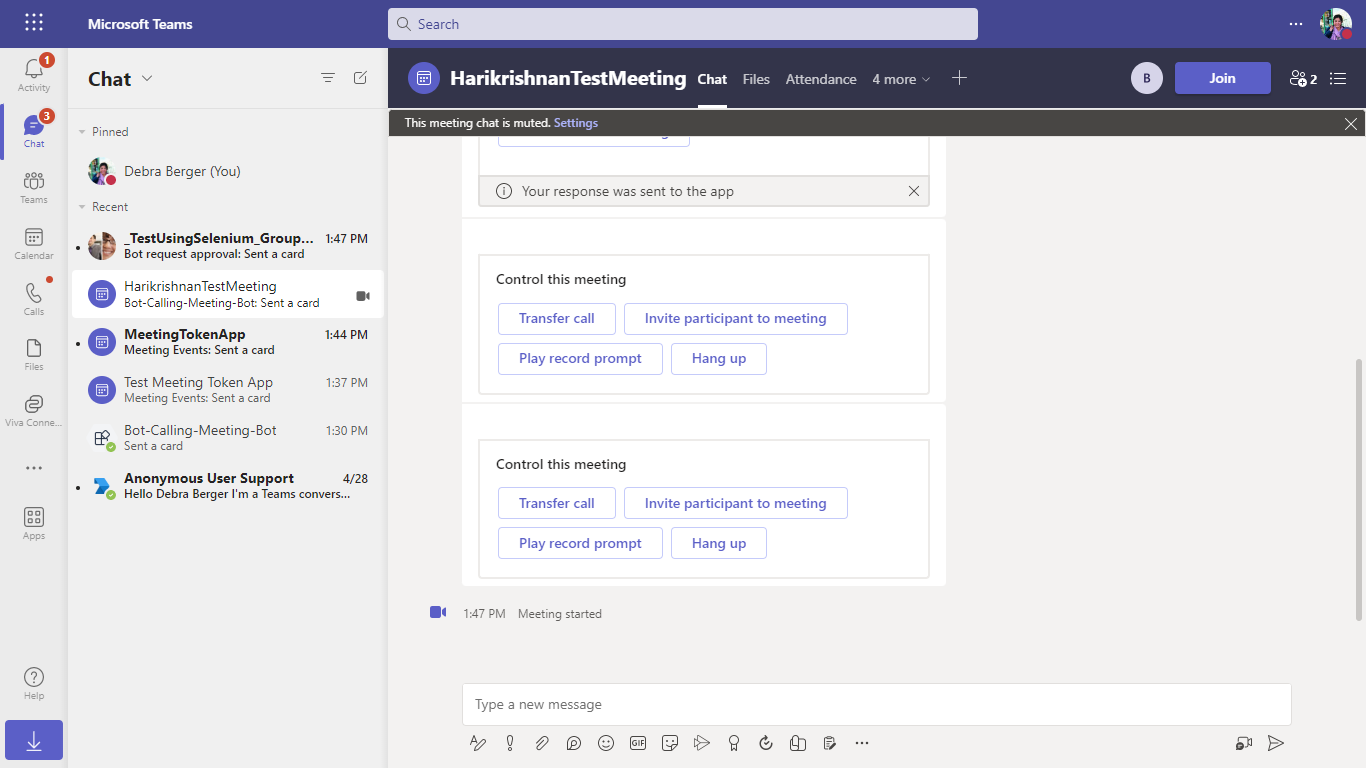 Microsoft Teams
Search
1
Activity
3
Chat
Teams
Calendar
Calls
Files
Viva Conne...
Apps
Help
Chat
Pinned
Debra Berger (You)
Recent
_TestUsingSelenium_Group... 1:47 PM
Bot request approval: Sent a card
HarikrishnanTestMeeting
Bot-Calling-Meeting-Bot: Sent a card
MeetingTokenApp 1:44 PM
Meeting Events: Sent a card
Test Meeting Token App 1:37 PM
Meeting Events: Sent a card
Bot-Calling-Meeting-Bot 1:30 PM
Sent a card
Anonymous User Support 4/28
Hello Debra Berger I'm a Teams convers...
HarikrishnanTestMeeting Chat Files Attendance 4 more B Join 2
This meeting chat is muted. Settings
Your response was sent to the app
Control this meeting
Transfer call Invite participant to meeting
Play record prompt Hang up
Control this meeting
Transfer call Invite participant to meeting
Play record prompt Hang up
1:47 PM Meeting started
Type a new message
GIF